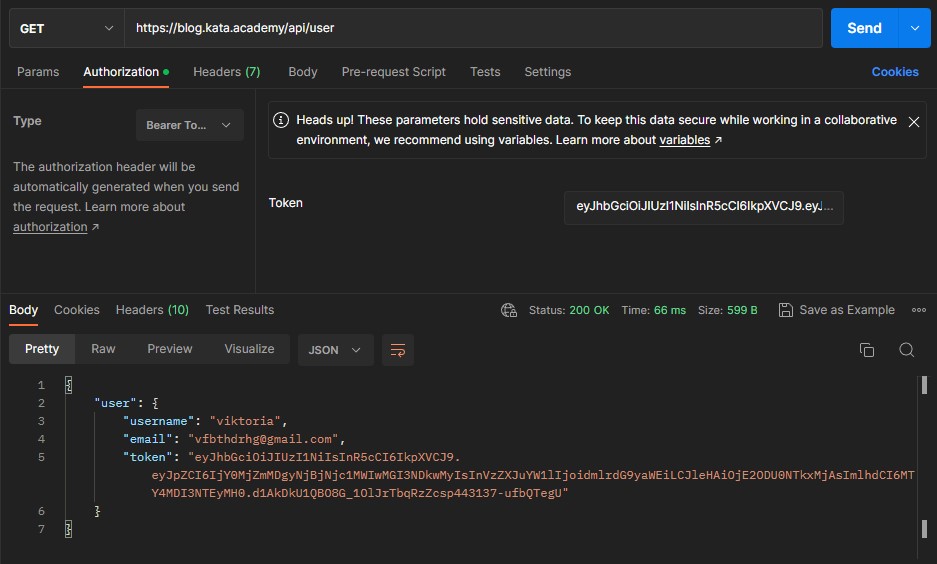 GET https://blog.kata.academy/api/user Send
Params Authorization Headers (7) Body Pre-request Script Tests Settings Cookies
Type Bearer To...
The authorization header will be
automatically generated when you send
the request. Learn more about
authorization ↗
Heads up! These parameters hold sensitive data. To keep this data secure while working in a collaborative
environment, we recommend using variables. Learn more about variables ↗
Token eyJhbGciOiJIUzI1NiIsInR5cCI6IkpXVCJ9.eyJ...
Body Cookies Headers (10) Test Results Status: 200 OK Time: 66 ms Size: 599 B Save as Example
Pretty Raw Preview Visualize JSON
1 {
2 "user": {
3 "username": "viktoria",
4 "email": "vfbthdrhg@gmail.com",
5 "token": "eyJhbGciOiJIUzI1NiIsInR5cCI6IkpXVCJ9.
eyJpZCI6IjY0MjZmMDgyNjBjNjc1MWIwMGI3NDkwMyIsInVzZXJuYW1lIjoidmlrdG9yaWEiLCJleHAiOjE2ODU0NTkxMjAsImlhdCI6MT
Y4MDI3NTEyMH0.d1AkDkU1QBO8G_1OlJrTbqRzZcsp443137-ufbQTegU"
6 }
7 }